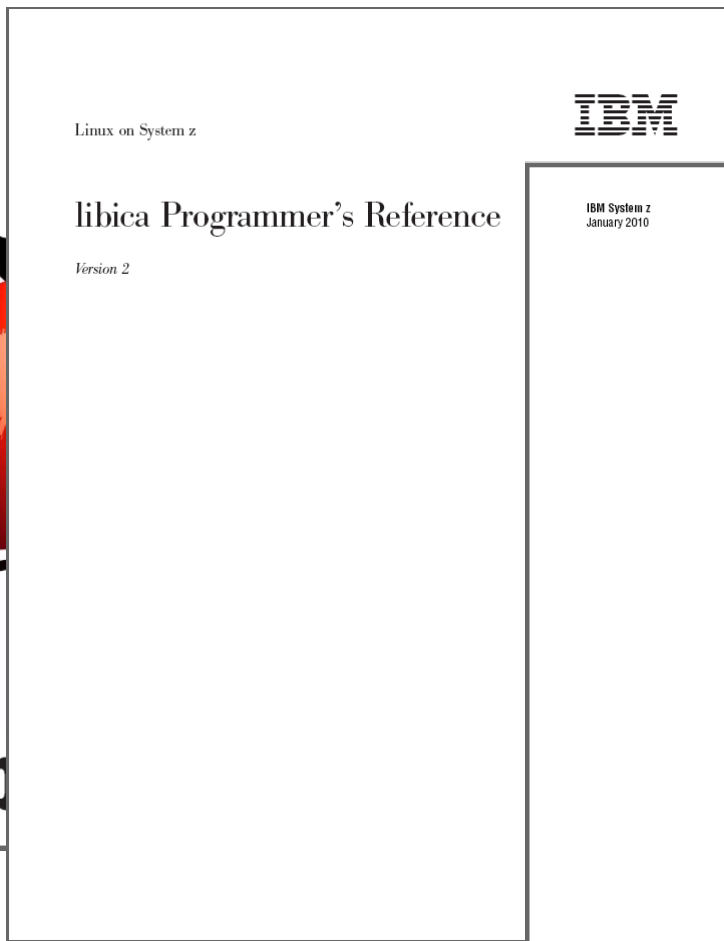 Linux on System z
IBM
libica Programmer's Reference
IBM System z
January 2010
Version 2